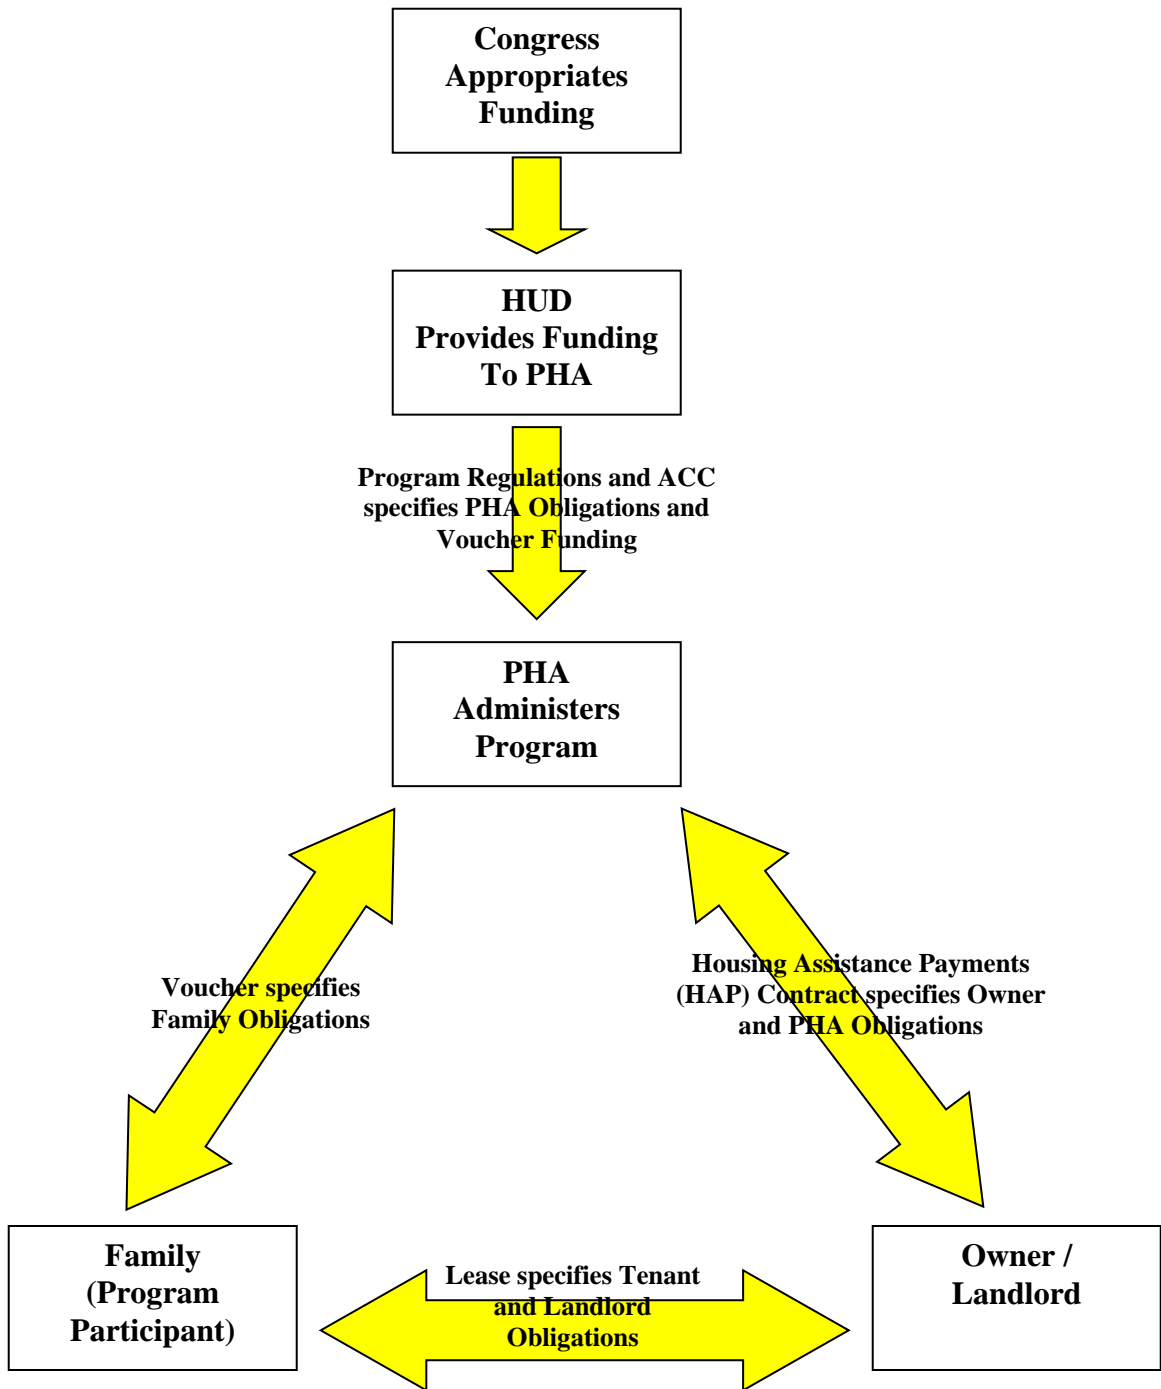 Congress
Appropriates
Funding
HUD
Provides Funding
To PHA
Program Regulations and ACC
specifies PHA Obligations and
Voucher Funding
PHA
Administers
Program
Voucher specifies
Family Obligations
Housing Assistance Payments
(HAP) Contract specifies Owner
and PHA Obligations
Family
(Program
Participant)
Lease specifies Tenant
and Landlord
Obligations
Owner /
Landlord